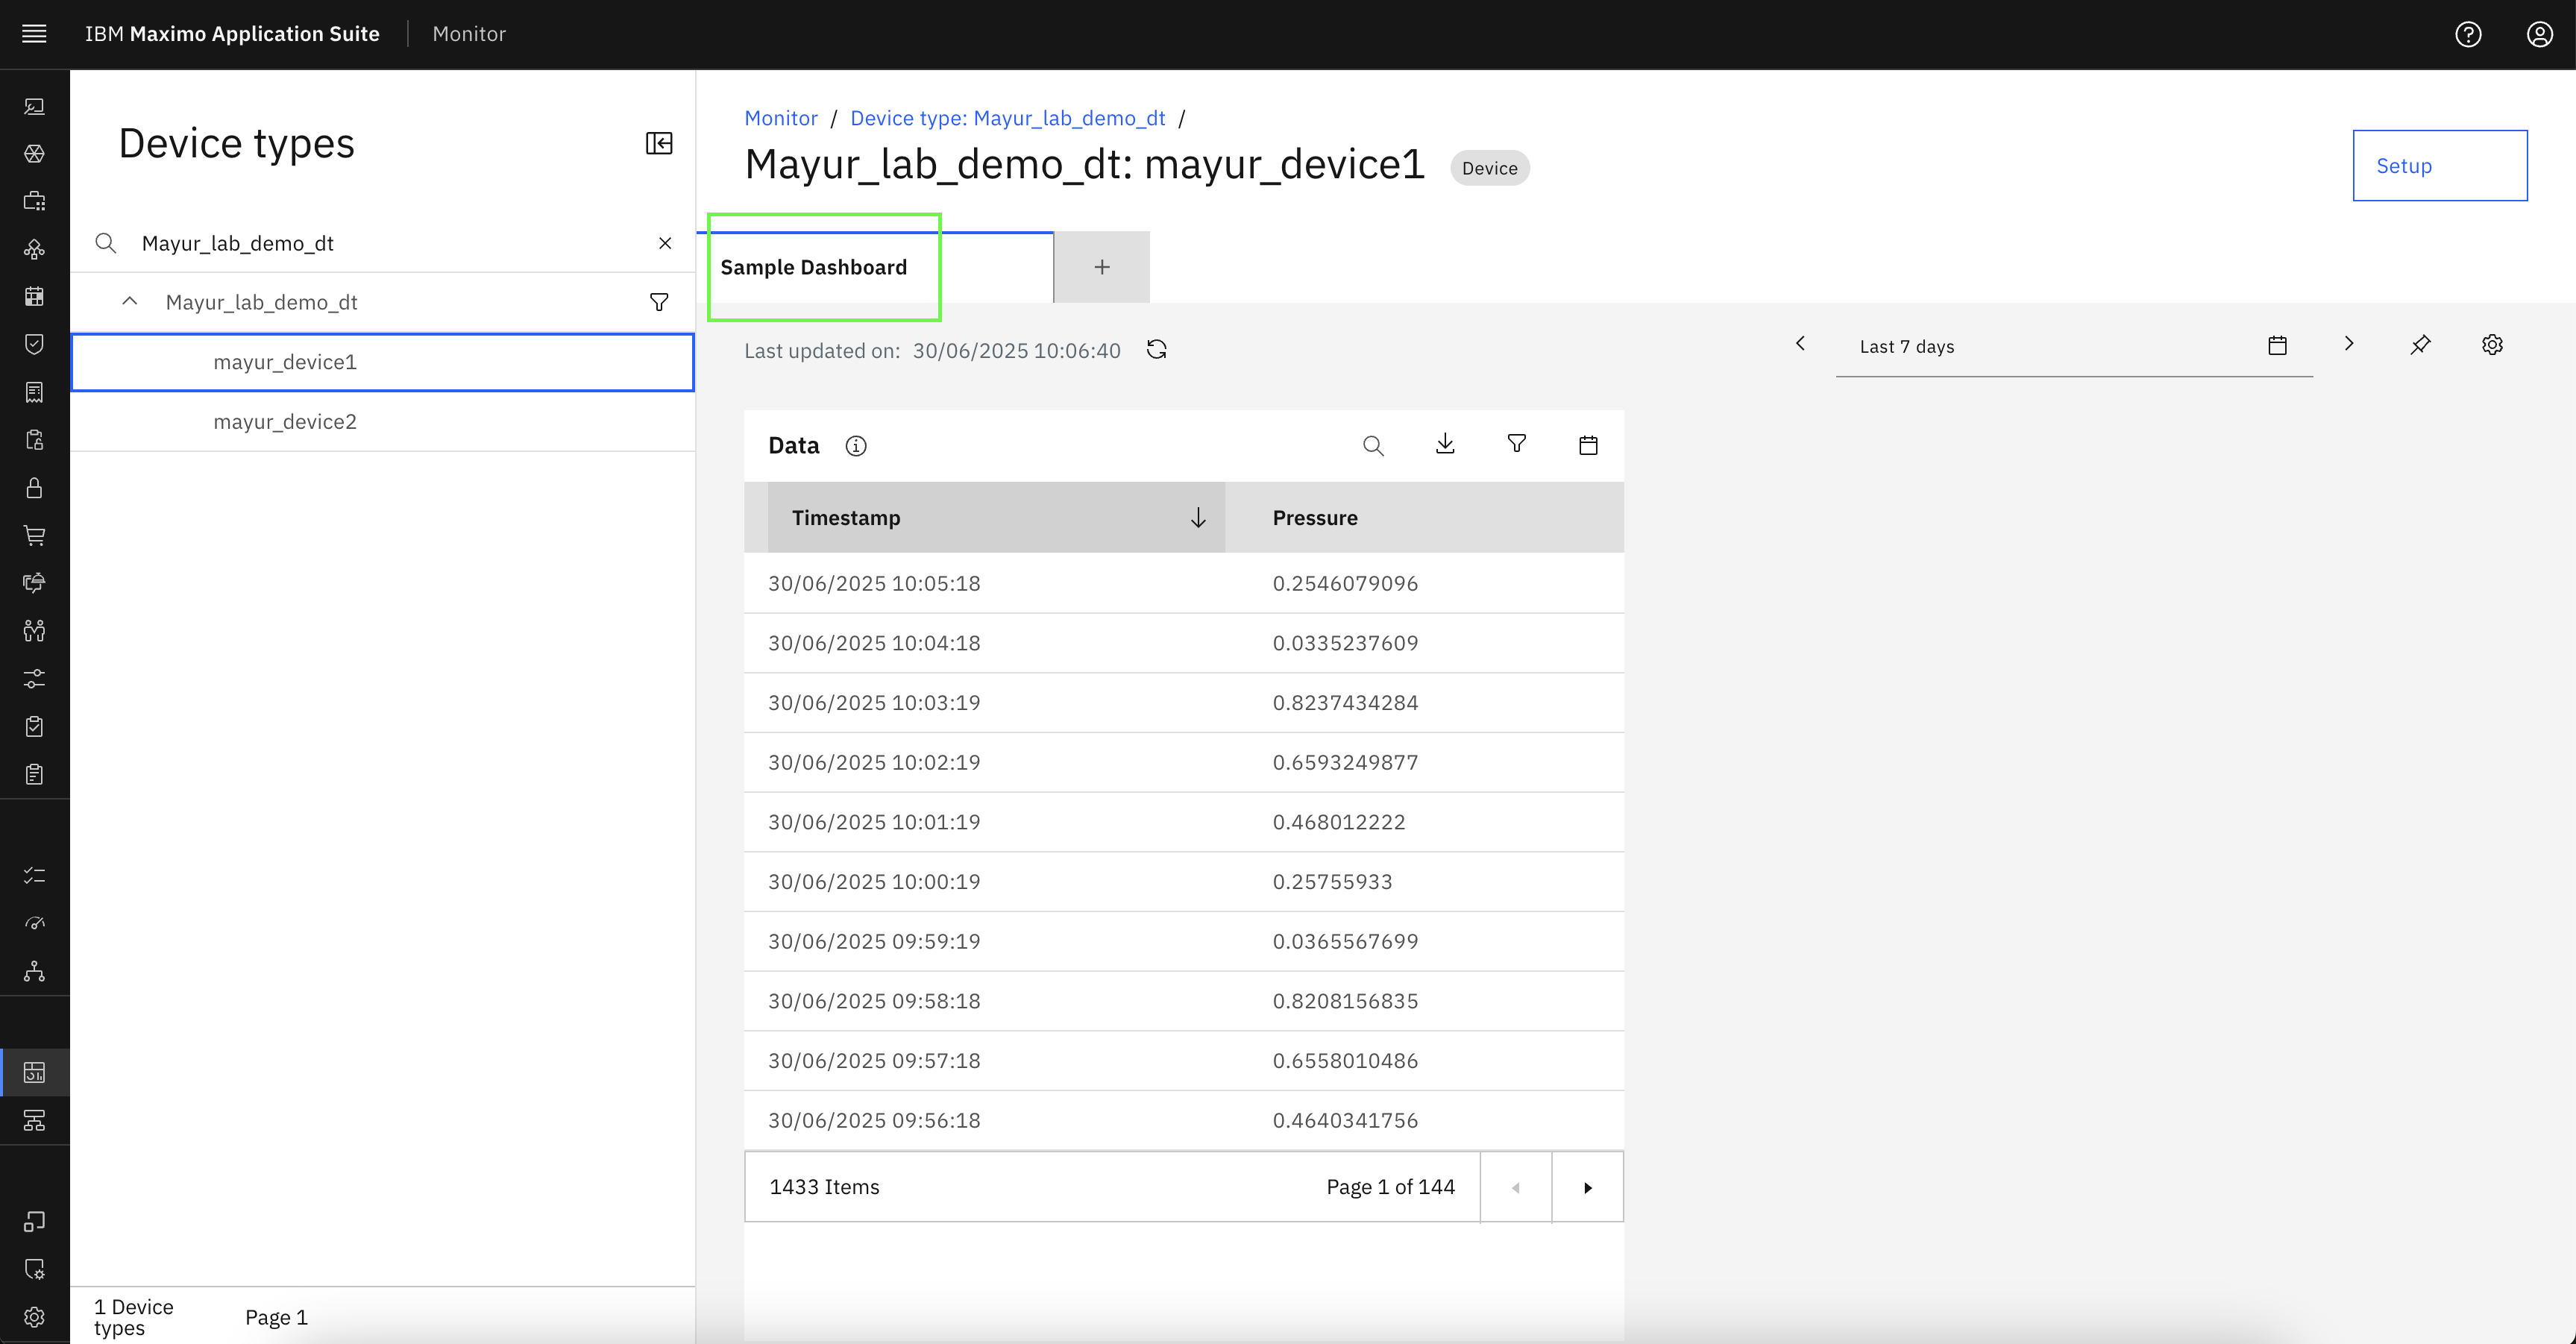 IBM Maximo Application Suite Monitor
Device types
Mayur_lab_demo_dt
Mayur_lab_demo_dt
mayur_device1
mayur_device2
1 Device types Page 1
Monitor / Device type: Mayur_lab_demo_dt /
Mayur_lab_demo_dt: mayur_device1 Device
Setup
Sample Dashboard +
Last updated on: 30/06/2025 10:06:40
Last 7 days
Data
Timestamp Pressure
30/06/2025 10:05:18 0.2546079096
30/06/2025 10:04:18 0.0335237609
30/06/2025 10:03:19 0.8237434284
30/06/2025 10:02:19 0.6593249877
30/06/2025 10:01:19 0.468012222
30/06/2025 10:00:19 0.25755933
30/06/2025 09:59:19 0.0365567699
30/06/2025 09:58:18 0.8208156835
30/06/2025 09:57:18 0.6558010486
30/06/2025 09:56:18 0.4640341756
1433 Items Page 1 of 144